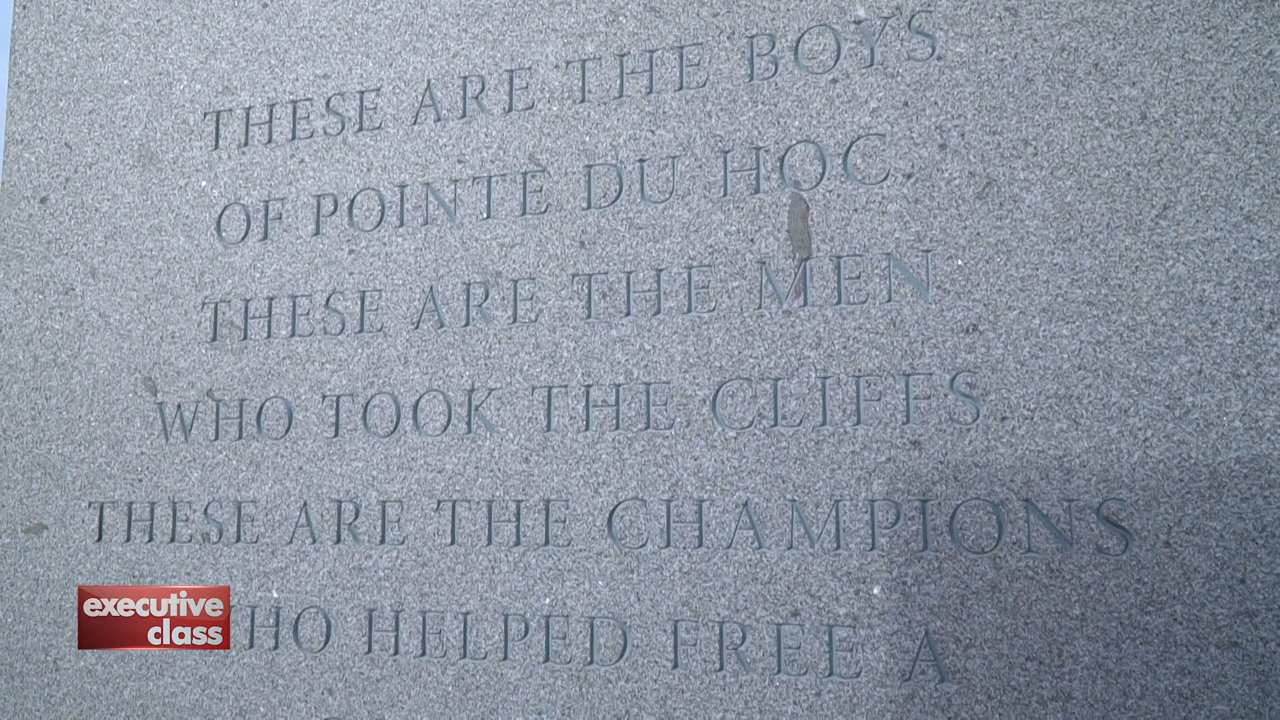 THESE ARE THE BOYS
OF POINTE DU HOC.
THESE ARE THE MEN
WHO TOOK THE CLIFFS.
THESE ARE THE CHAMPIONS
HO HELPED FREE A
executive
class